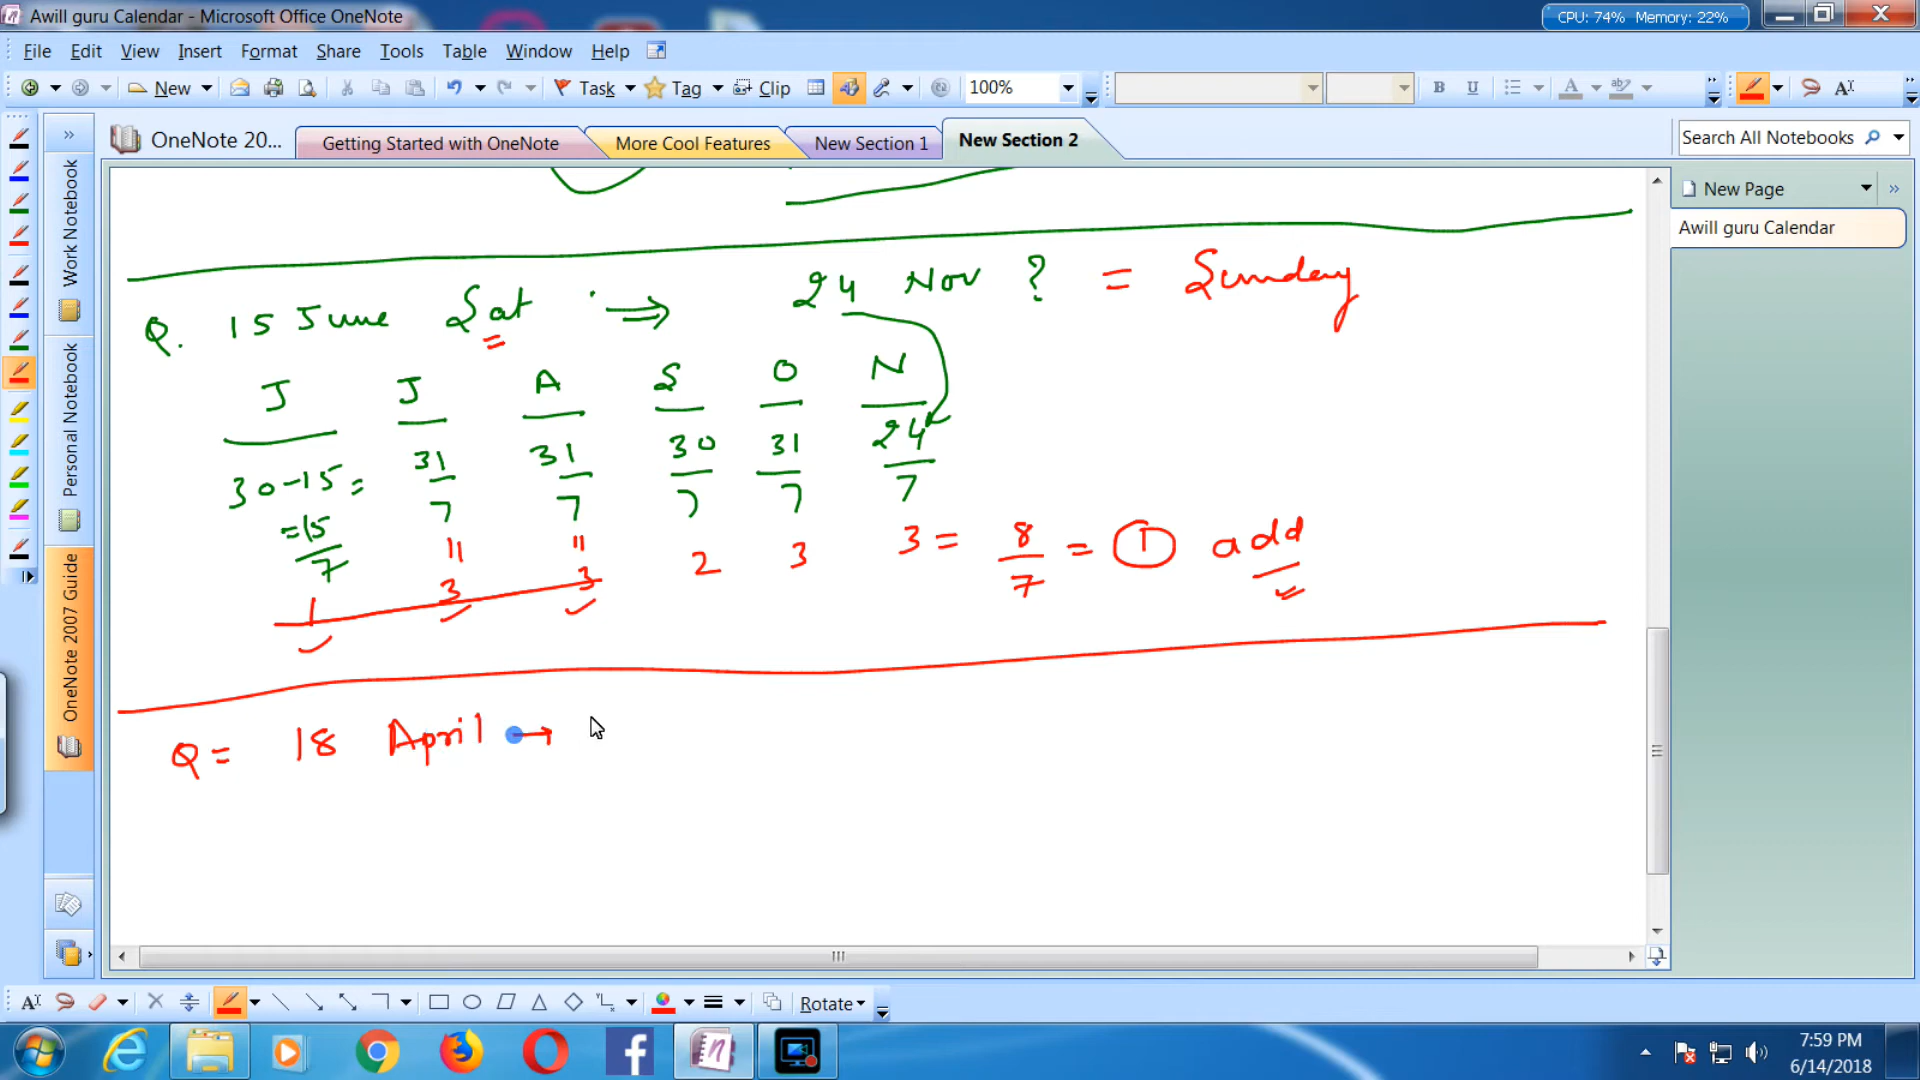 Awill guru Calendar - Microsoft Office OneNote
CPU: 74% Memory: 22%
File Edit View Insert Format Share Tools Table Window Help
New Task Tag Clip 100% B U A ab A
OneNote 20... Getting Started with OneNote More Cool Features New Section 1 New Section 2 Search All Notebooks
New Page
Awill guru Calendar
Work Notebook
Personal Notebook
OneNote 2007 Guide
Q. 15 June Sat ⇒ 24 Nov ? = Sunday
J J A S O N
30-15= 31/7 31/7 30/7 31/7 24/7
=15/7 11 11 2 3 3 = 8/7 = 1 add
1 3 3
Q = 18 April →
A Rotate
7:59 PM
6/14/2018